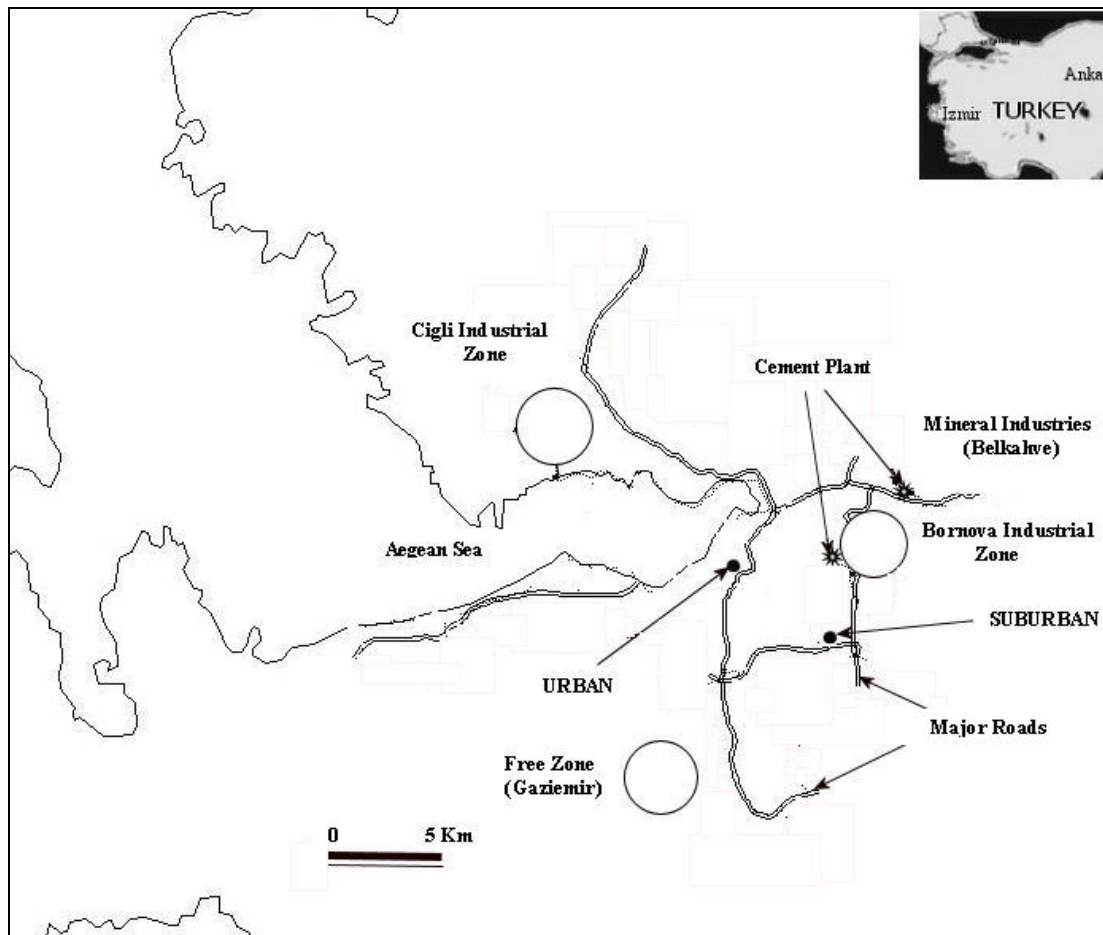 Anka
Izmir TURKEY
Cigli Industrial
Zone
Cement Plant
Mineral Industries
(Belkahve)
Bornova Industrial
Zone
Aegean Sea
SUBURBAN
URBAN
Major Roads
Free Zone
(Gaziemir)
0 5 Km